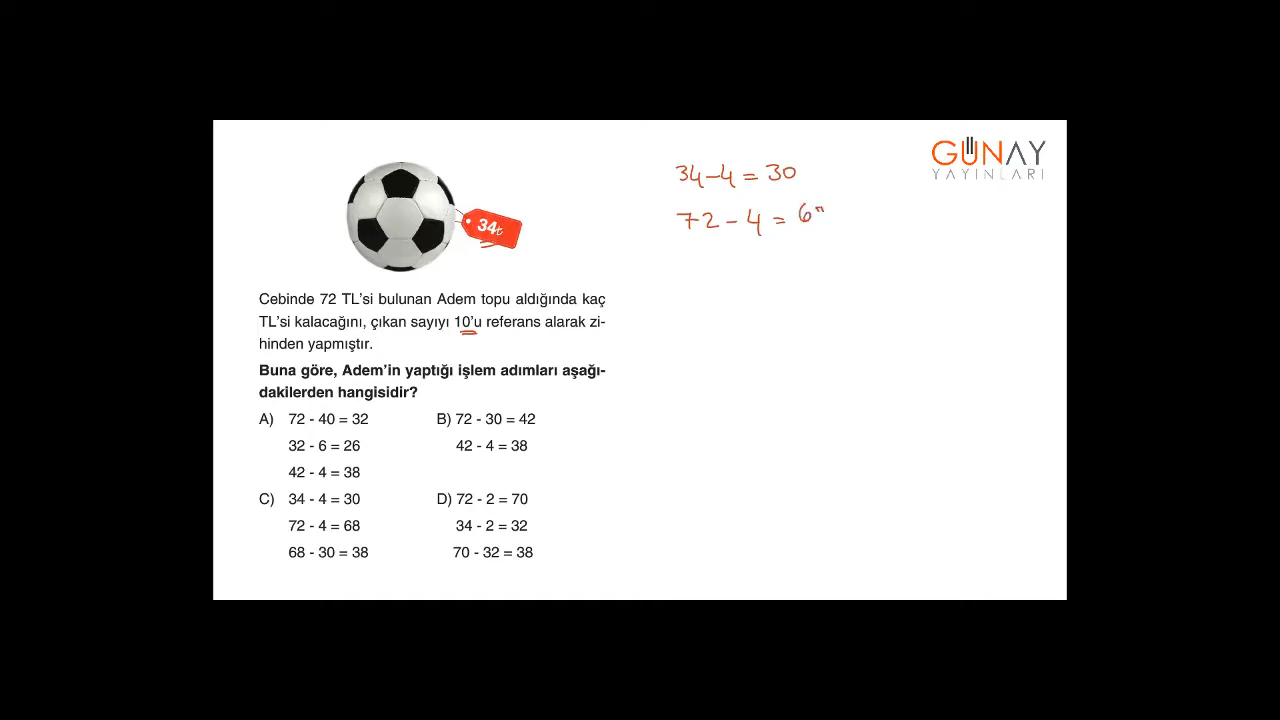 GÜNAY
YAYINLARI
34₺
34-4=30
72-4=6
Cebinde 72 TL'si bulunan Adem topu aldığında kaç
TL'si kalacağını, çıkan sayıyı 10'u referans alarak zi-
hinden yapmıştır.
Buna göre, Adem'in yaptığı işlem adımları aşağı-
dakilerden hangisidir?
A) 72 - 40 = 32
32 - 6 = 26
42 - 4 = 38
B) 72 - 30 = 42
42 - 4 = 38
C) 34 - 4 = 30
72 - 4 = 68
68 - 30 = 38
D) 72 - 2 = 70
34 - 2 = 32
70 - 32 = 38